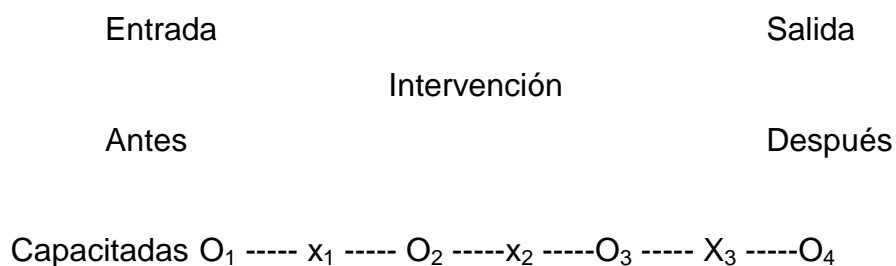 Entrada Salida
Intervención
Antes Después
Capacitadas O₁ ----- x₁ ----- O₂ -----x₂ -----O₃ ----- X₃ -----O₄